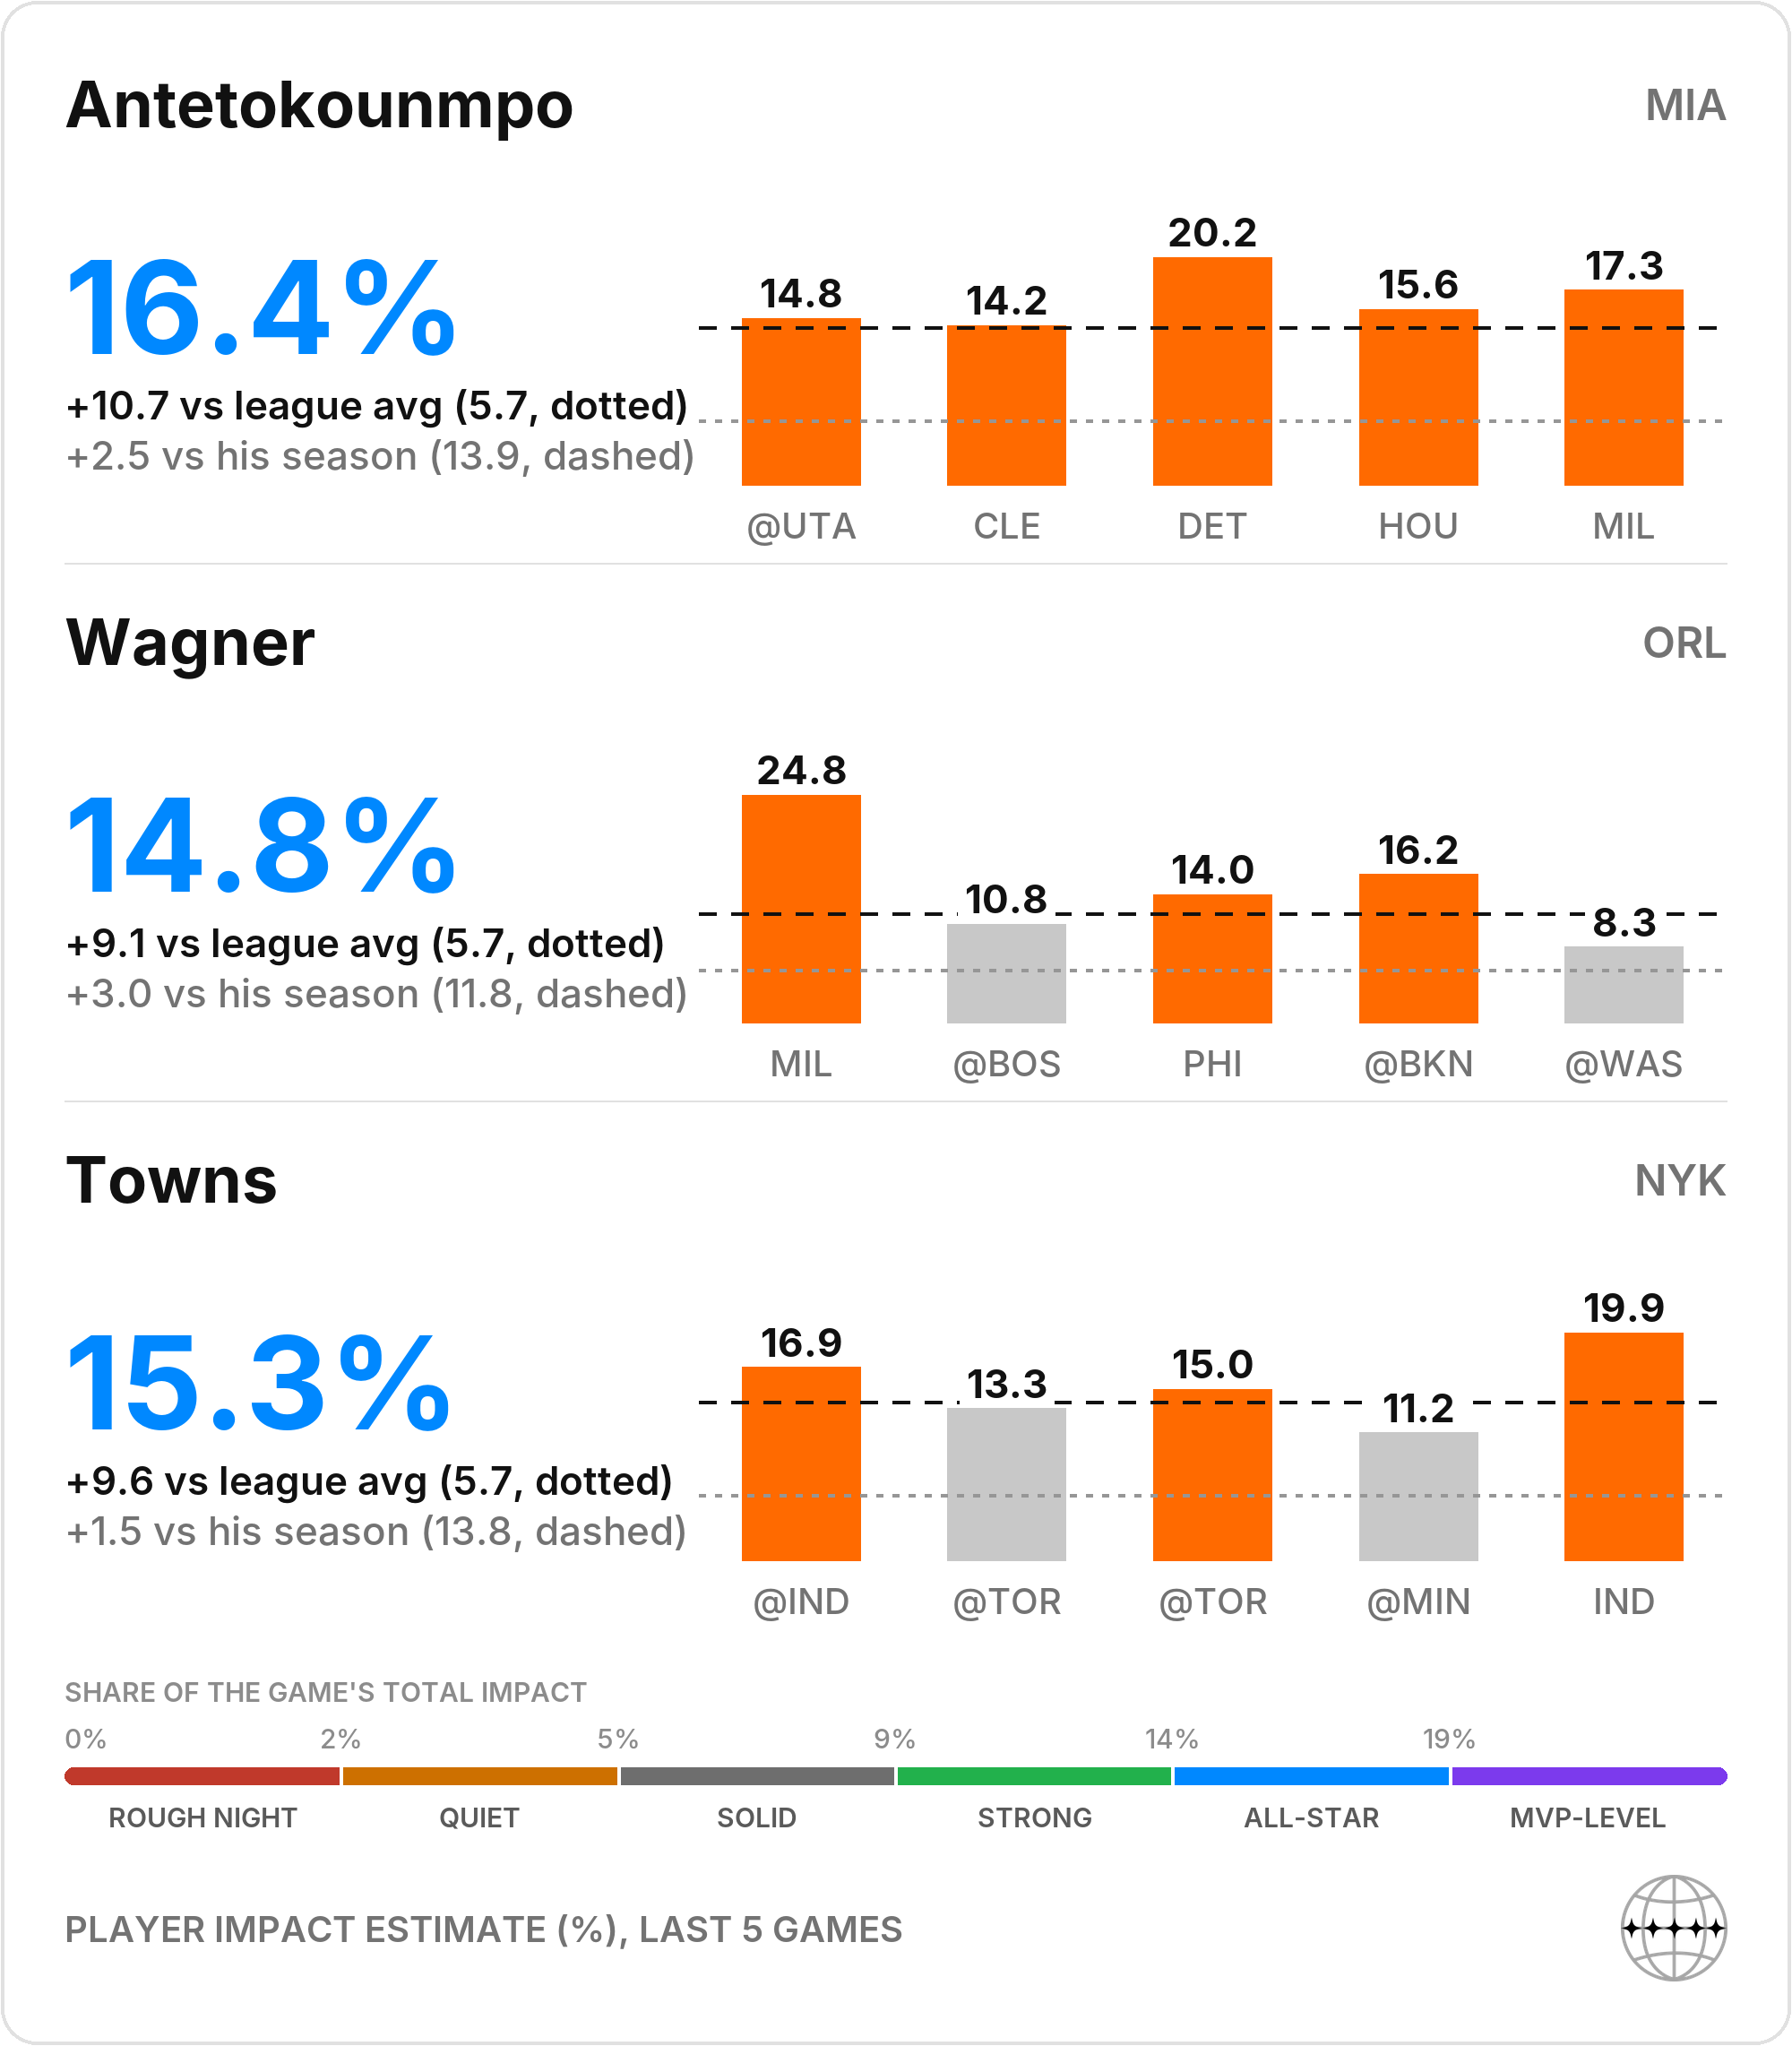 Antetokounmpo
MIA
16.4%
+10.7 vs league avg (5.7, dotted)
+2.5 vs his season (13.9, dashed)
14.8
14.2
20.2
15.6
17.3
@UTA
CLE
DET
HOU
MIL
Wagner
ORL
14.8%
+9.1 vs league avg (5.7, dotted)
+3.0 vs his season (11.8, dashed)
24.8
10.8
14.0
16.2
8.3
MIL
@BOS
PHI
@BKN
@WAS
Towns
NYK
15.3%
+9.6 vs league avg (5.7, dotted)
+1.5 vs his season (13.8, dashed)
16.9
13.3
15.0
11.2
19.9
@IND
@TOR
@TOR
@MIN
IND
SHARE OF THE GAME'S TOTAL IMPACT
0% 2% 5% 9% 14% 19%
ROUGH NIGHT QUIET SOLID STRONG ALL-STAR MVP-LEVEL
PLAYER IMPACT ESTIMATE (%), LAST 5 GAMES